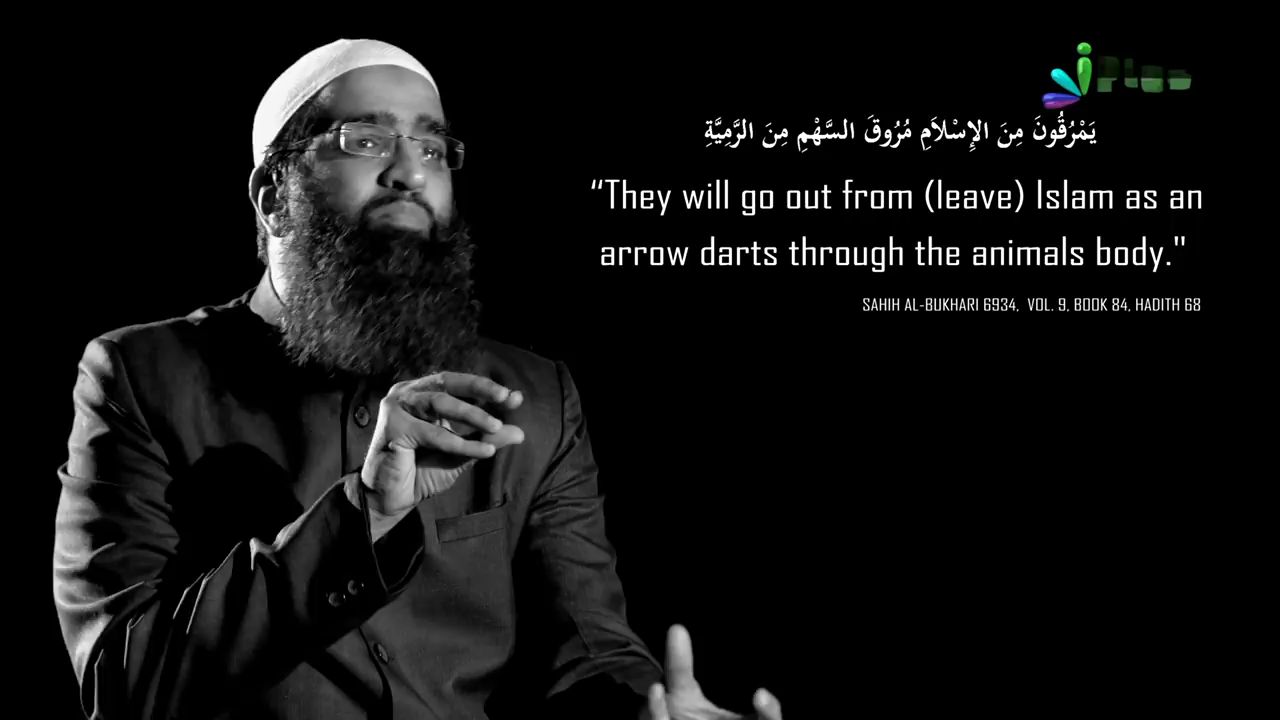 iPlus
يَمْرُقُونَ مِنَ الإِسْلاَمِ مُرُوقَ السَّهْمِ مِنَ الرَّمِيَّةِ
“They will go out from (leave) Islam as an
arrow darts through the animals body."
SAHIH AL-BUKHARI 6934, VOL. 9, BOOK 84, HADITH 68